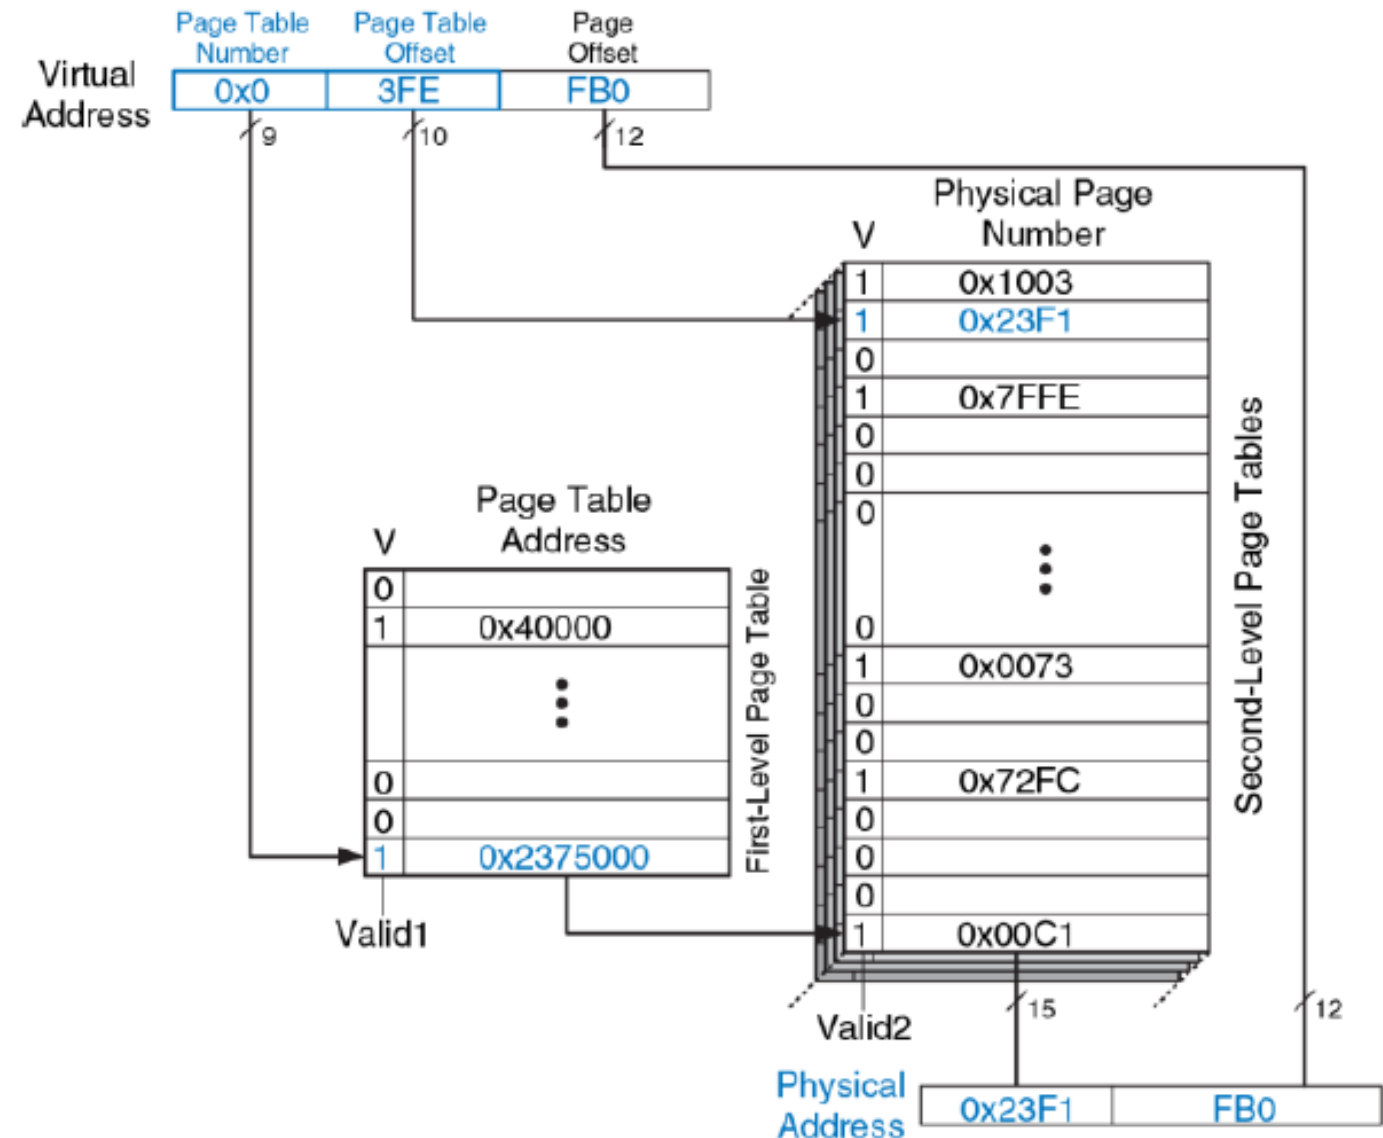 Page Table Number
Page Table Offset
Page Offset
Virtual Address
0x0
3FE
FB0
9
10
12
Physical Page Number
V
1 0x1003
1 0x23F1
0
1 0x7FFE
0
0
0
0
1 0x0073
0
0
1 0x72FC
0
0
0
1 0x00C1
Second-Level Page Tables
Page Table Address
V
0
1 0x40000
0
0
1 0x2375000
First-Level Page Table
Valid1
Valid2
15
12
Physical Address
0x23F1
FB0